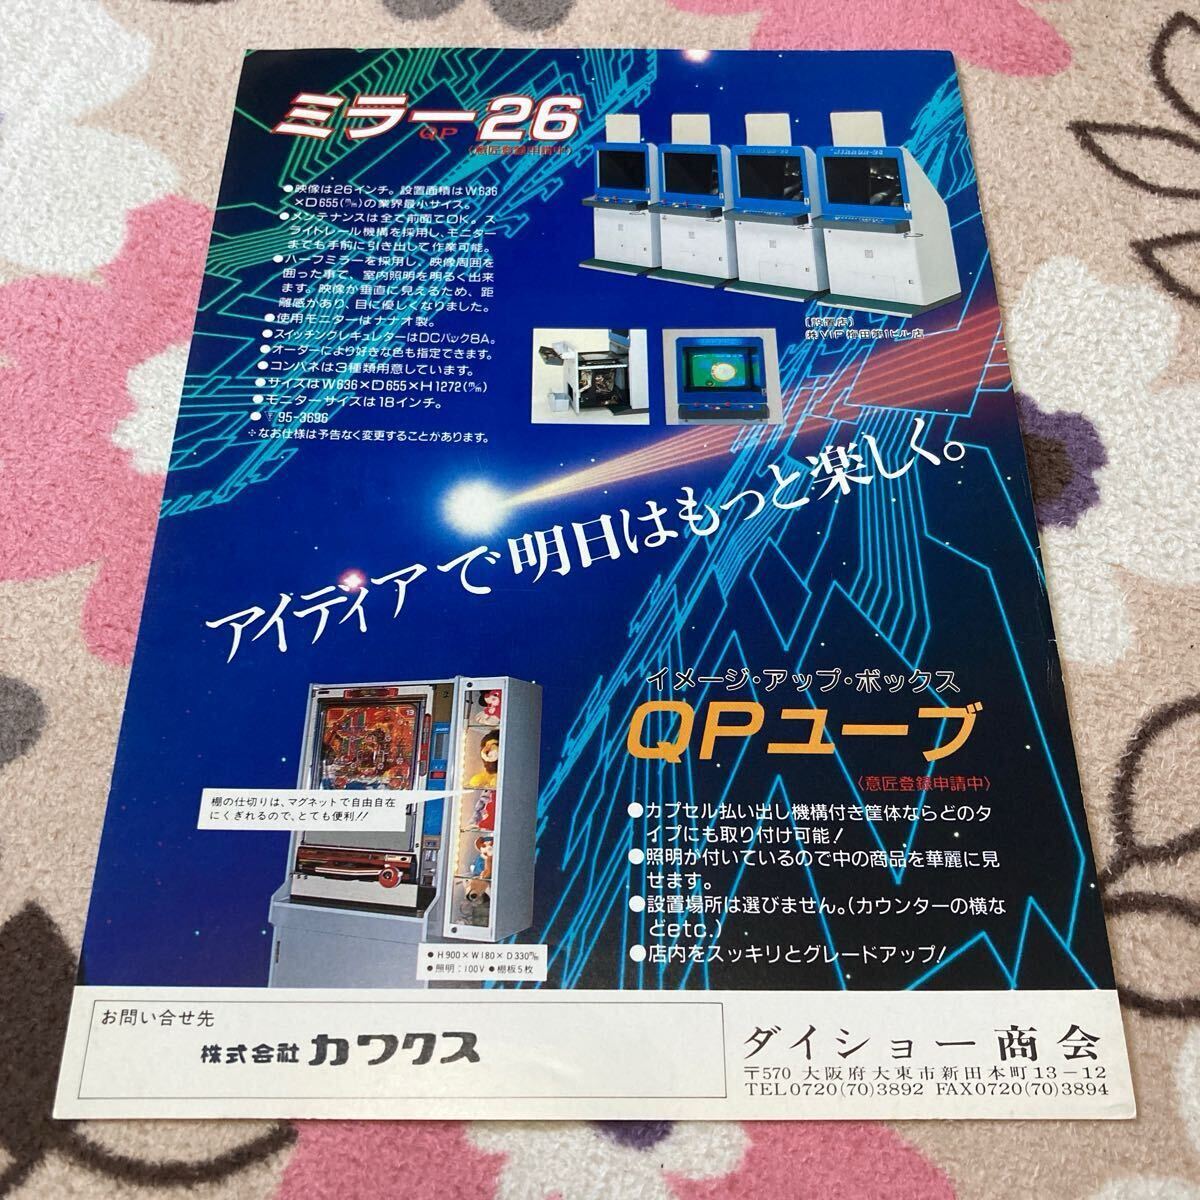 ミラー26
QP
〈意匠登録申請中〉
●映像は26インチ。設置面積はW636
×D655(m/m)の業界最小サイズ。
●メンテナンスは全て前面でOK。ス
ライトレール機構を採用し、モニター
までも手前に引き出して作業可能。
●ハーフミラーを採用し、映像周囲を
囲った事で、室内照明を明るく出来
ます。映像が垂直に見えるため、距
離感があり、目に優しくなりました。
●使用モニターはナナオ製。
●スイッチングレギュレターはDCパック8A。
●オーダーにより好きな色も指定できます。
●コンパネは3種類用意しています。
●サイズはW636×D655×H1272(m/m)
●モニターサイズは18インチ。
●〒95-3696
※なお仕様は予告なく変更することがあります。
〔設置店〕
㈱VIP梅田第1ビル店
アイディアで明日はもっと楽しく。
イメージ・アップ・ボックス
QPユーブ
〈意匠登録申請中〉
棚の仕切りは、マグネットで自由自在
にくぎれるので、とても便利!!
●カプセル払い出し機構付き筐体ならどのタ
イプにも取り付け可能!
●照明が付いているので中の商品を華麗に見
せます。
●設置場所は選びません。(カウンターの横な
どetc.)
●店内をスッキリとグレードアップ!
●H900×W180×D330m/m
●照明:100V ●棚板5枚
お問い合せ先
株式会社 カワクス
ダイショー商会
〒570 大阪府大東市新田本町13-12
TEL0720(70)3892 FAX0720(70)3894